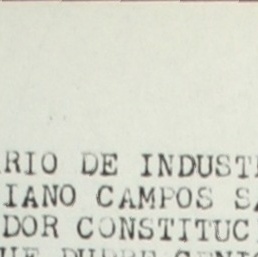 RIO DE INDUST
IANO CAMPOS S
DOR CONSTITUC